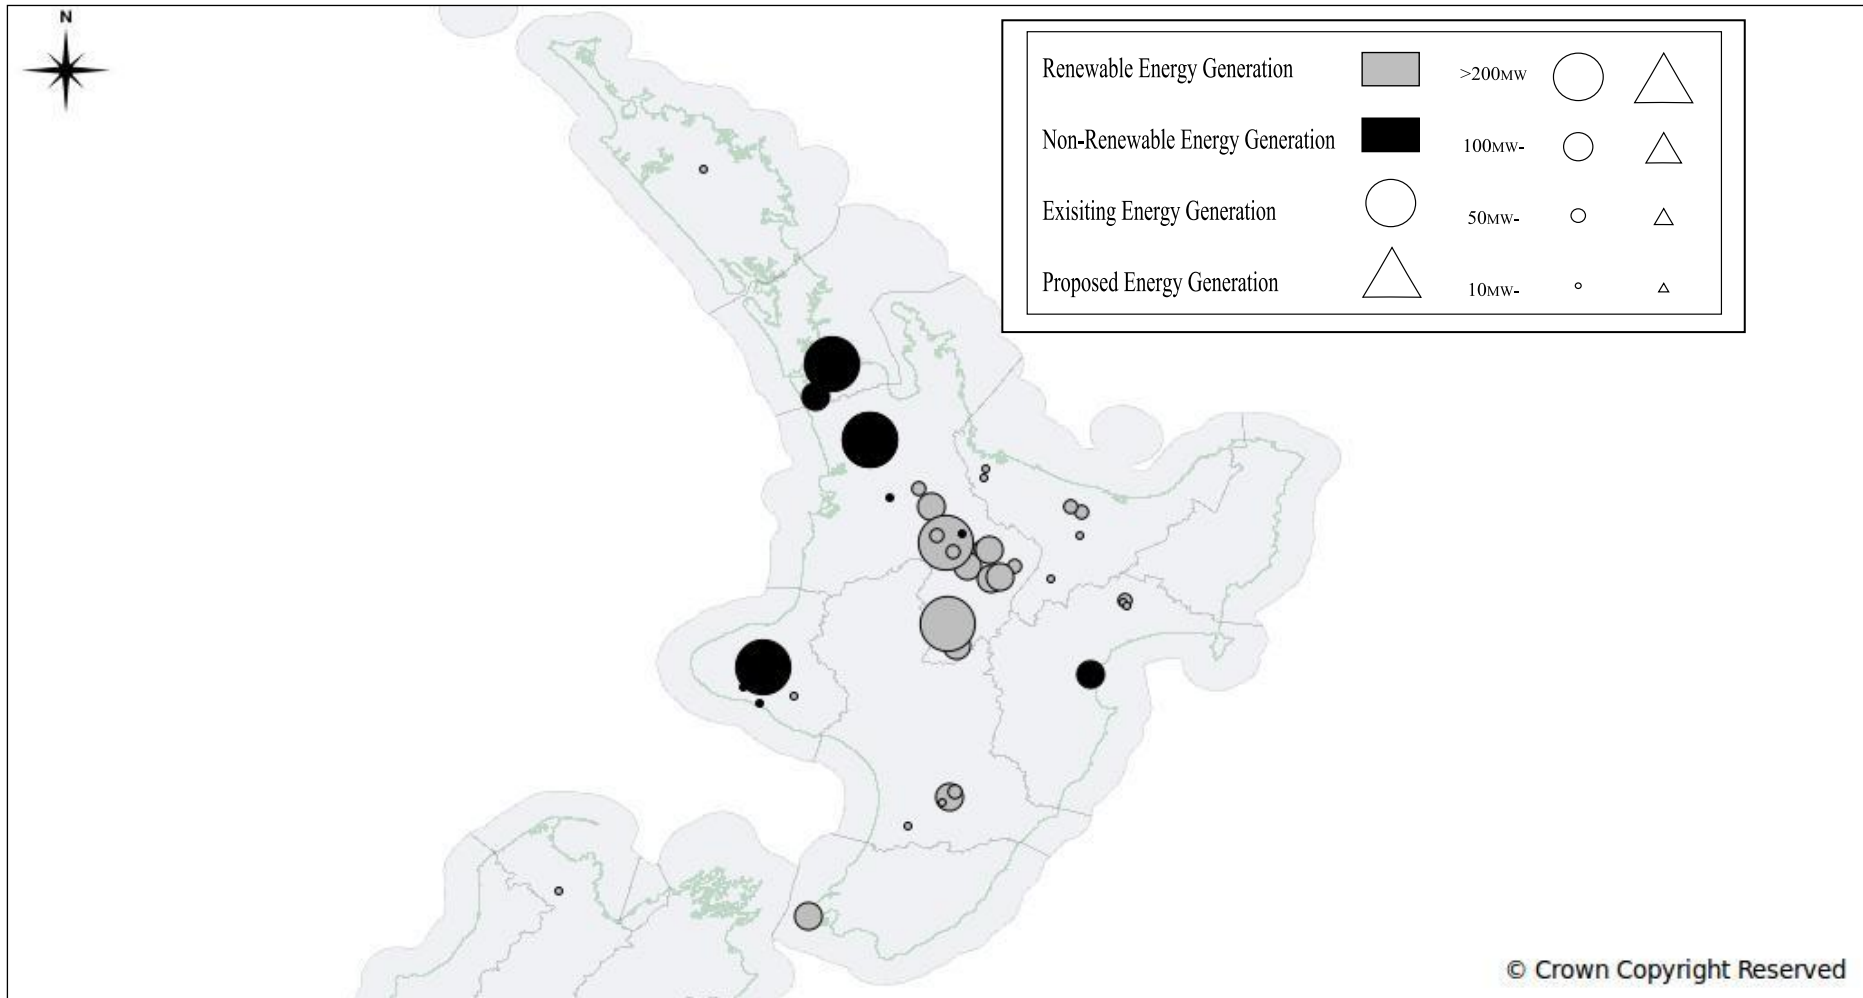 N
Renewable Energy Generation >200MW
Non-Renewable Energy Generation 100MW-
Exisiting Energy Generation 50MW-
Proposed Energy Generation 10MW-
© Crown Copyright Reserved